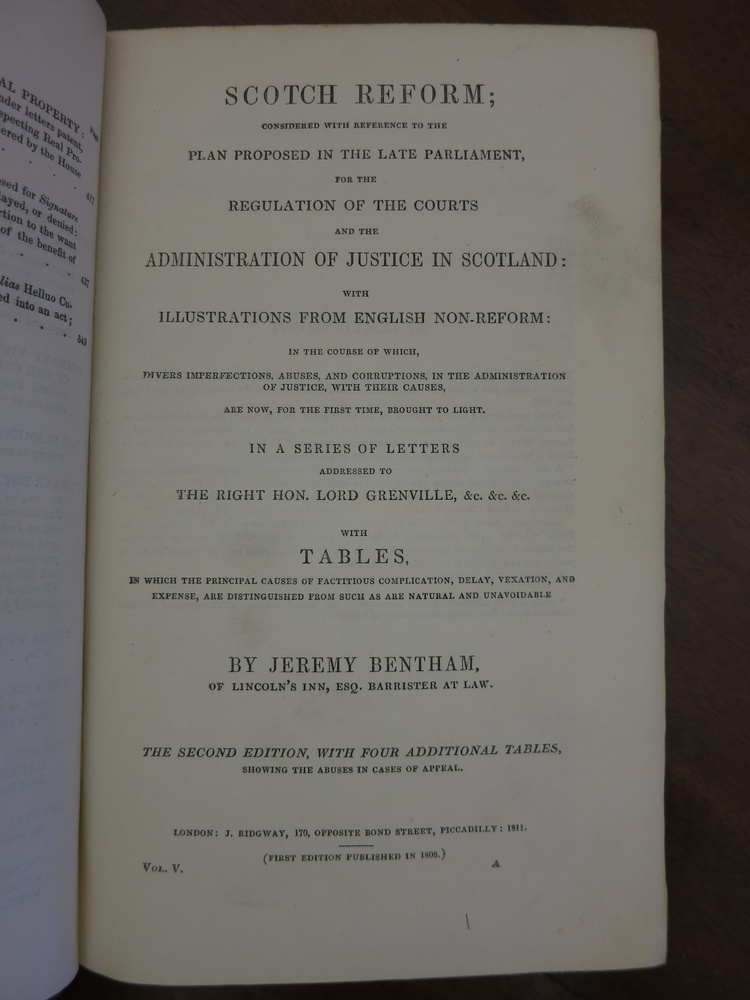 AL PROPERTY:
nder letters patent,
specting Real Pro-
ered by the House
417
sed for Signature
layed, or denied:
ction to the want
of the benefit of
437
lias Helluo Cu-
ed into an act;
549
SCOTCH REFORM;
CONSIDERED WITH REFERENCE TO THE
PLAN PROPOSED IN THE LATE PARLIAMENT,
FOR THE
REGULATION OF THE COURTS
AND THE
ADMINISTRATION OF JUSTICE IN SCOTLAND:
WITH
ILLUSTRATIONS FROM ENGLISH NON-REFORM:
IN THE COURSE OF WHICH,
DIVERS IMPERFECTIONS, ABUSES, AND CORRUPTIONS, IN THE ADMINISTRATION
OF JUSTICE, WITH THEIR CAUSES,
ARE NOW, FOR THE FIRST TIME, BROUGHT TO LIGHT.
IN A SERIES OF LETTERS
ADDRESSED TO
THE RIGHT HON. LORD GRENVILLE, &c. &c. &c.
WITH
TABLES,
IN WHICH THE PRINCIPAL CAUSES OF FACTITIOUS COMPLICATION, DELAY, VEXATION, AND
EXPENSE, ARE DISTINGUISHED FROM SUCH AS ARE NATURAL AND UNAVOIDABLE
BY JEREMY BENTHAM,
OF LINCOLN'S INN, ESQ. BARRISTER AT LAW.
THE SECOND EDITION, WITH FOUR ADDITIONAL TABLES,
SHOWING THE ABUSES IN CASES OF APPEAL.
LONDON: J. RIDGWAY, 170, OPPOSITE BOND STREET, PICCADILLY: 1811.
(FIRST EDITION PUBLISHED IN 1808.)
VOL. V. A